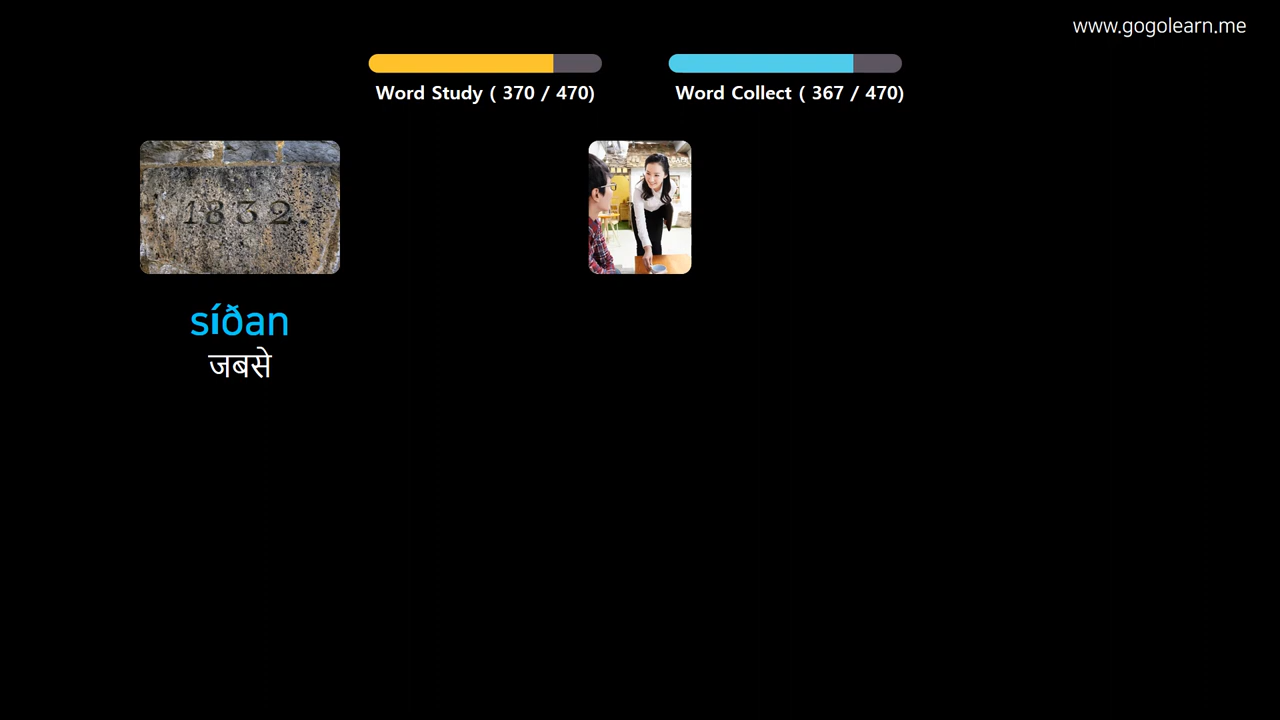 www.gogolearn.me
Word Study ( 370 / 470)
Word Collect ( 367 / 470)
1832.
síðan
जबसे